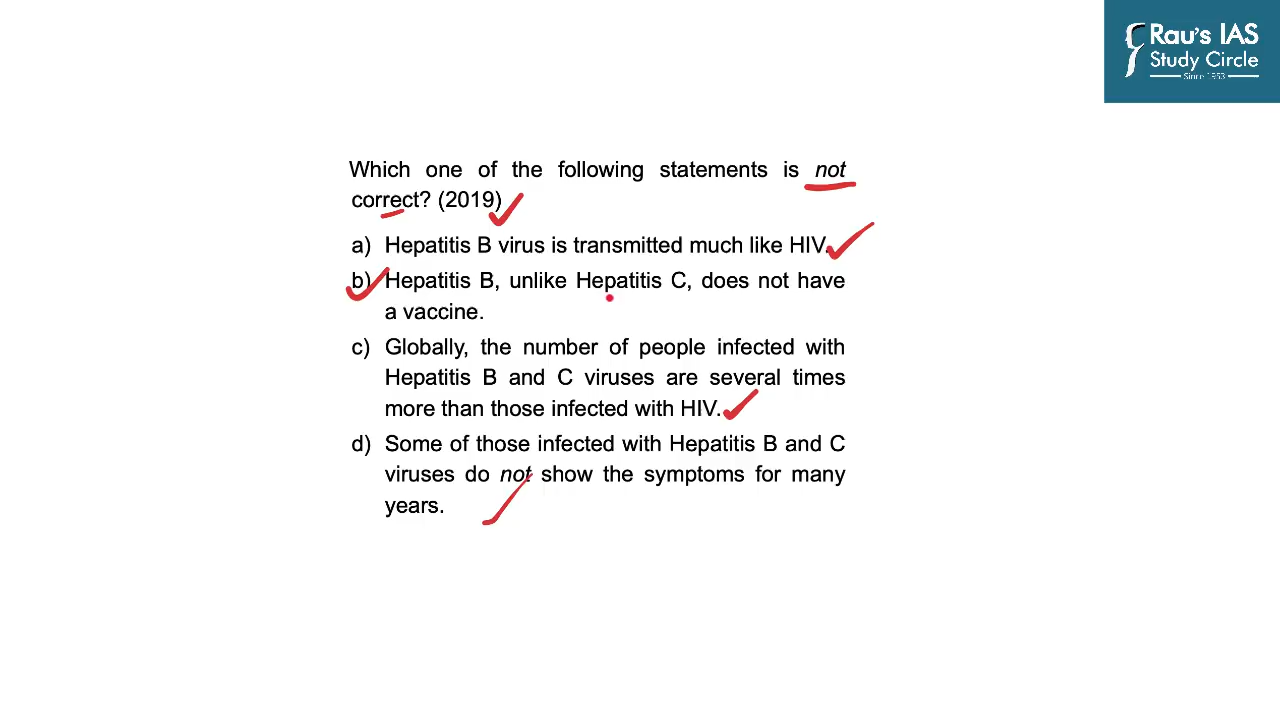 Rau's IAS
Study Circle
Since 1953
Which one of the following statements is not
correct? (2019)
a) Hepatitis B virus is transmitted much like HIV.
b) Hepatitis B, unlike Hepatitis C, does not have
a vaccine.
c) Globally, the number of people infected with
Hepatitis B and C viruses are several times
more than those infected with HIV.
d) Some of those infected with Hepatitis B and C
viruses do not show the symptoms for many
years.